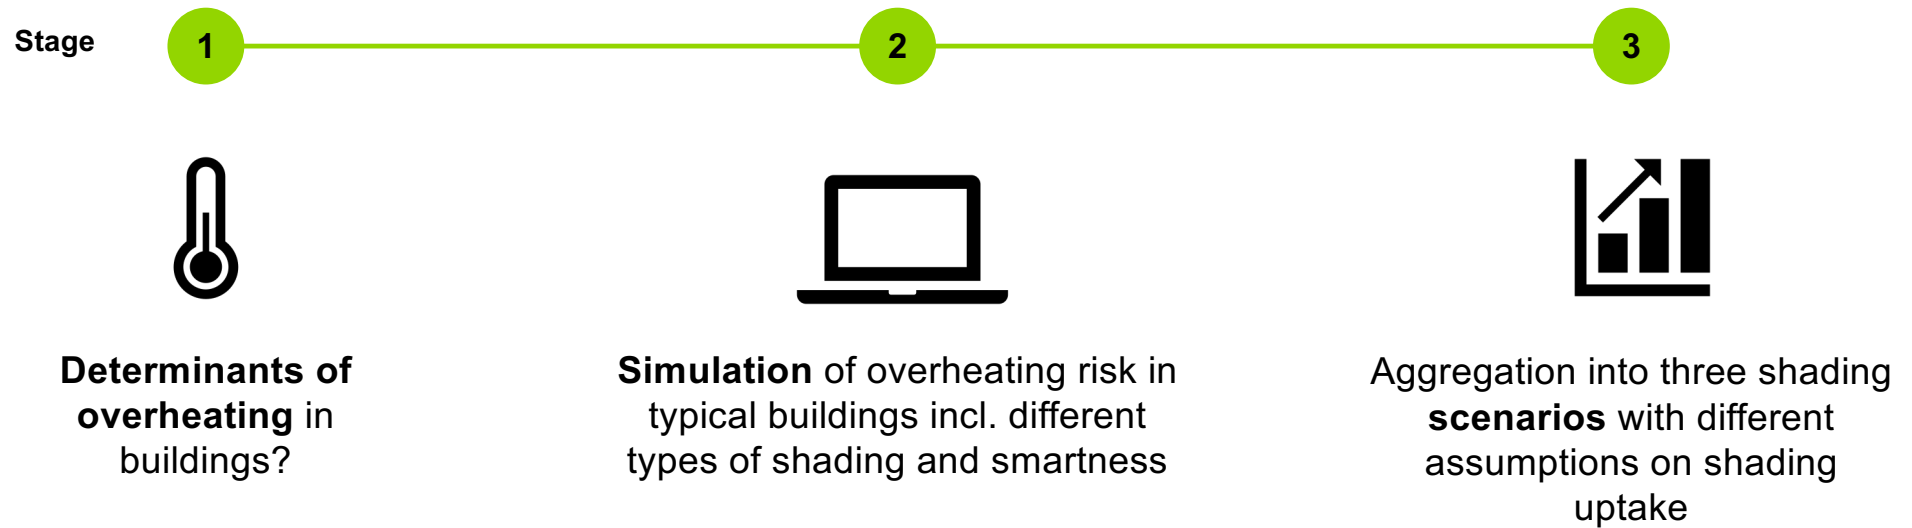 Stage
1
2
3
Determinants of
overheating in
buildings?
Simulation of overheating risk in
typical buildings incl. different
types of shading and smartness
Aggregation into three shading
scenarios with different
assumptions on shading
uptake